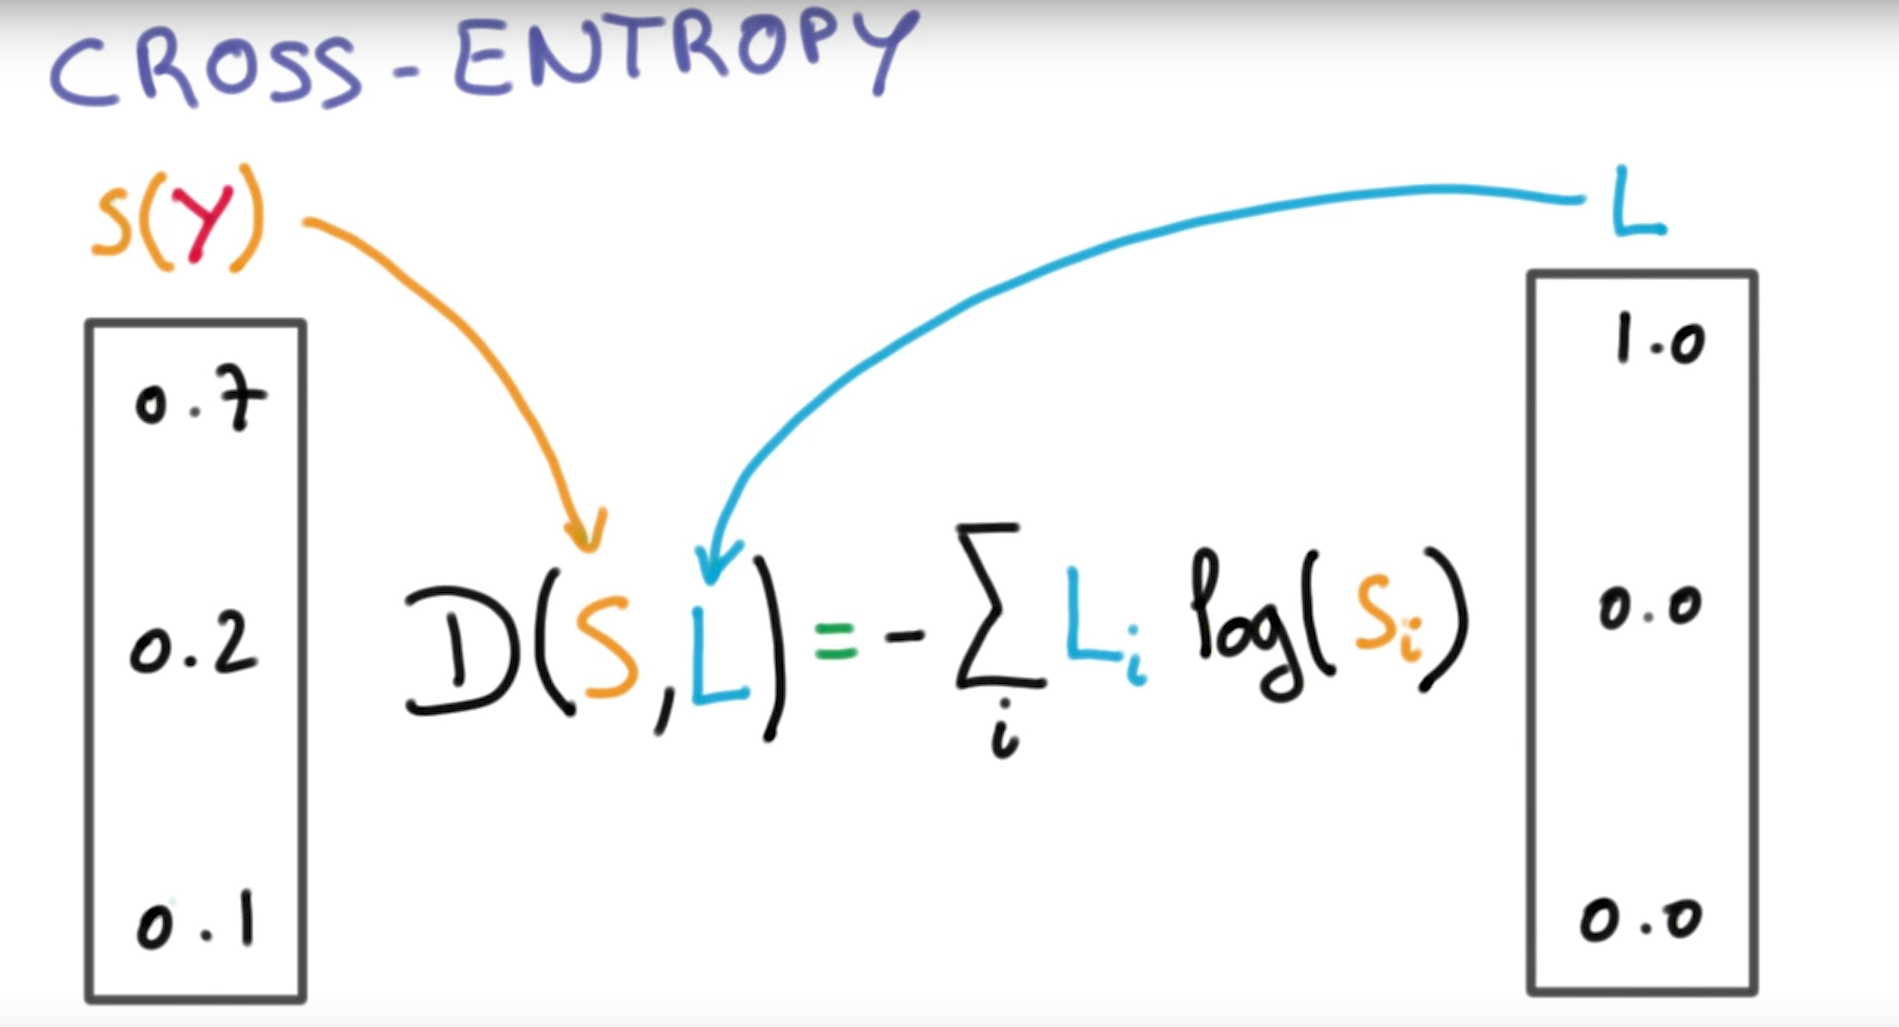 CROSS-ENTROPY
S(Y)
L
0.7
0.2
0.1
D(S,L) = -∑ᵢ Lᵢ log(Sᵢ)
1.0
0.0
0.0